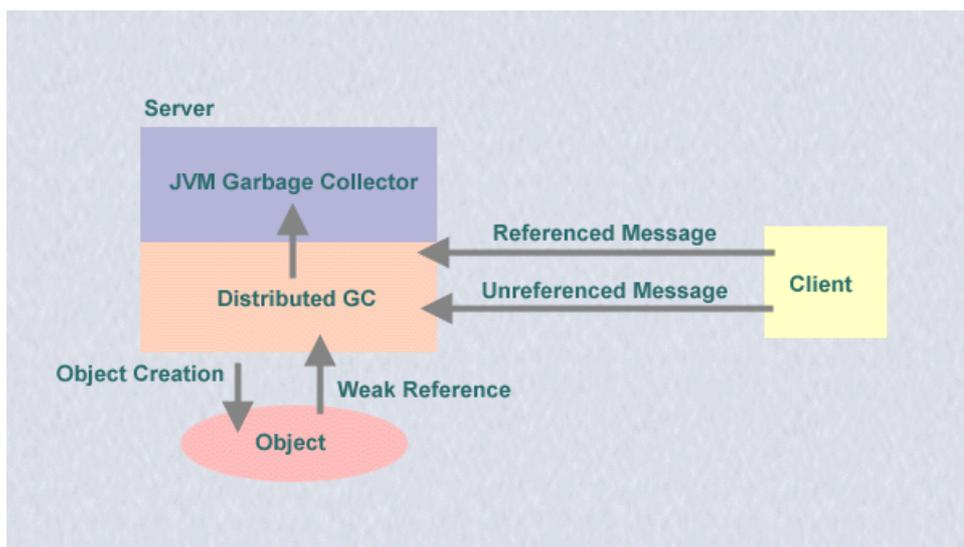 Server
JVM Garbage Collector
Referenced Message
Unreferenced Message
Client
Distributed GC
Object Creation
Weak Reference
Object